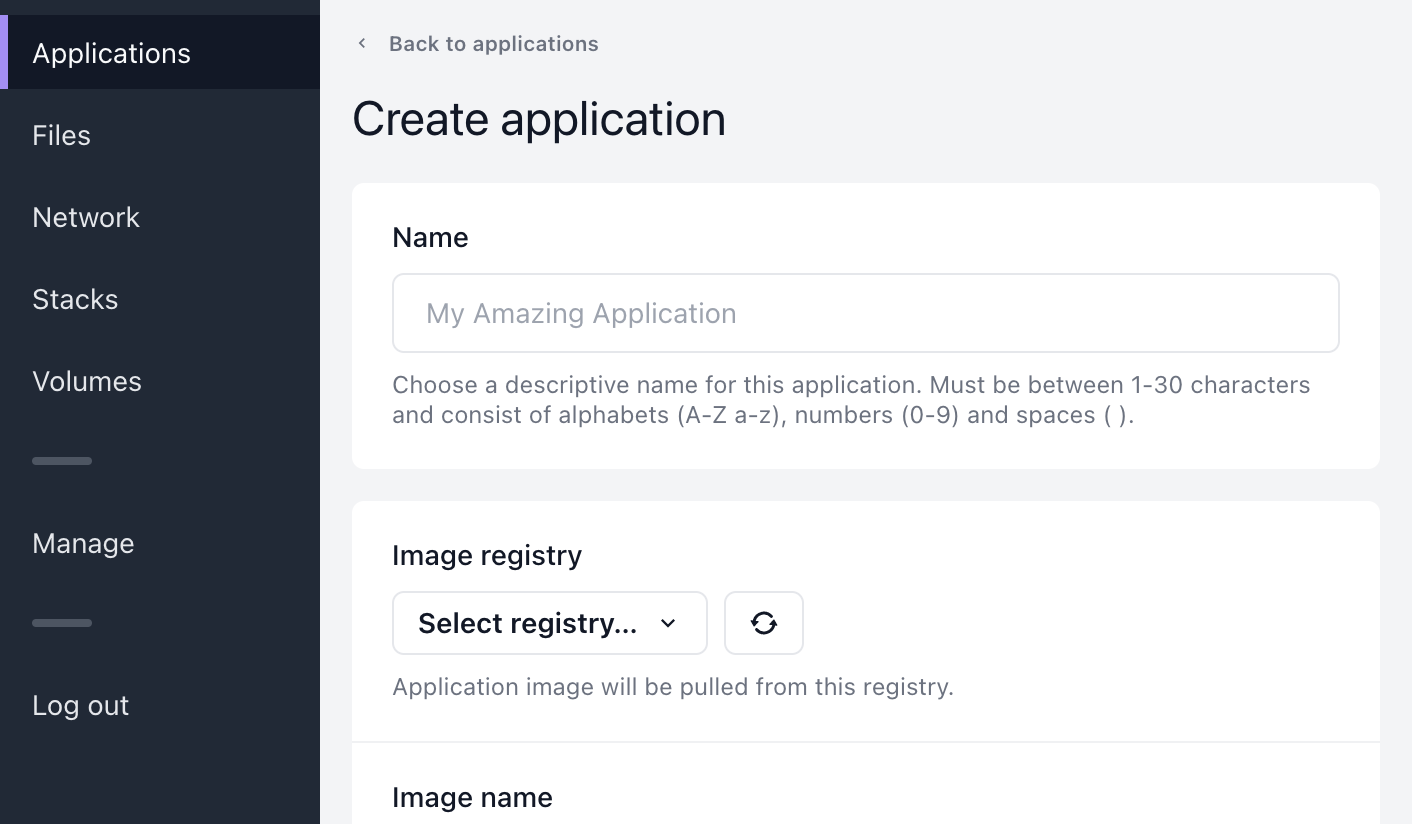 Applications
Files
Network
Stacks
Volumes
Manage
Log out
Back to applications
Create application
Name
My Amazing Application
Choose a descriptive name for this application. Must be between 1-30 characters
and consist of alphabets (A-Z a-z), numbers (0-9) and spaces ( ).
Image registry
Select registry...
Application image will be pulled from this registry.
Image name